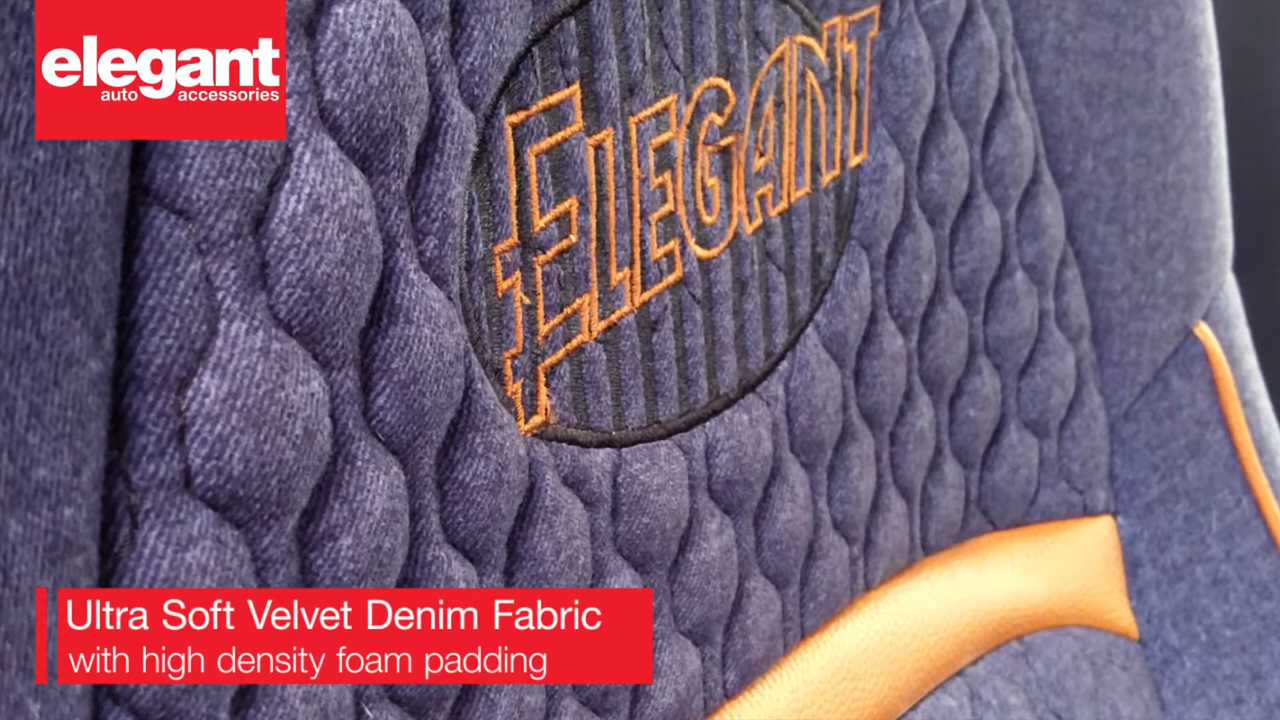 elegant
auto accessories
ELEGANT
Ultra Soft Velvet Denim Fabric
with high density foam padding